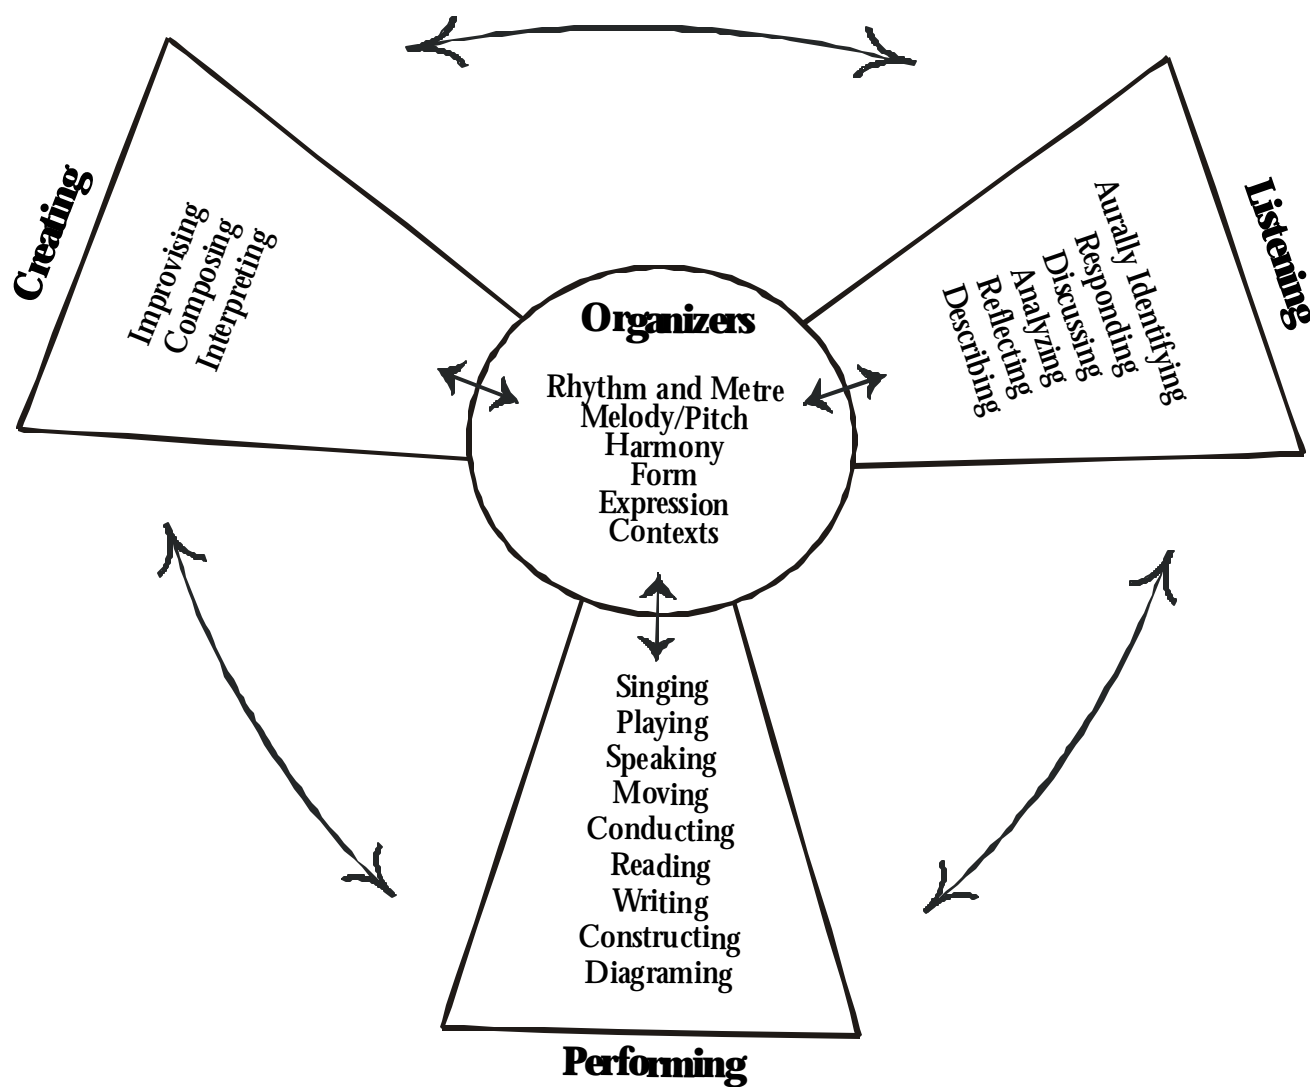 Creating
Improvising
Composing
Interpreting
Listening
Aurally Identifying
Responding
Discussing
Analyzing
Reflecting
Describing
Organizers
Rhythm and Metre
Melody/Pitch
Harmony
Form
Expression
Contexts
Singing
Playing
Speaking
Moving
Conducting
Reading
Writing
Constructing
Diagraming
Performing